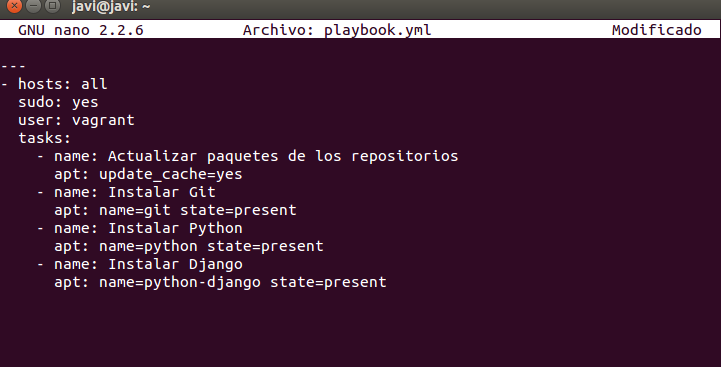 javi@javi: ~
GNU nano 2.2.6 Archivo: playbook.yml Modificado
---
- hosts: all
  sudo: yes
  user: vagrant
  tasks:
    - name: Actualizar paquetes de los repositorios
      apt: update_cache=yes
    - name: Instalar Git
      apt: name=git state=present
    - name: Instalar Python
      apt: name=python state=present
    - name: Instalar Django
      apt: name=python-django state=present